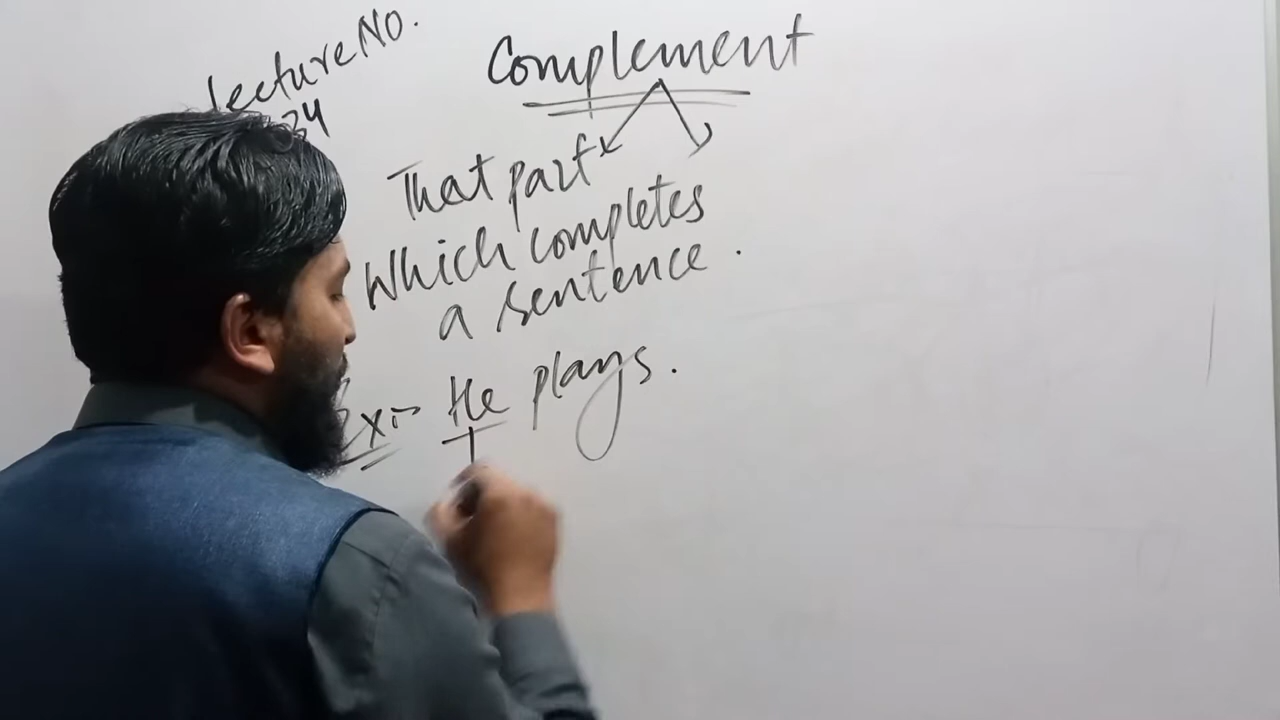 Lecture No.
34
Complement
That part
which completes
a sentence.
Ex:- He plays.